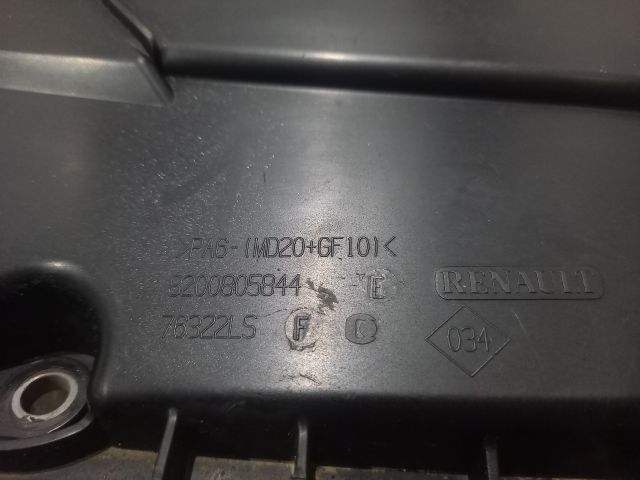 >PA6-(MD20+GF10)<
8200805844 -E RENAULT
76322LS F 034